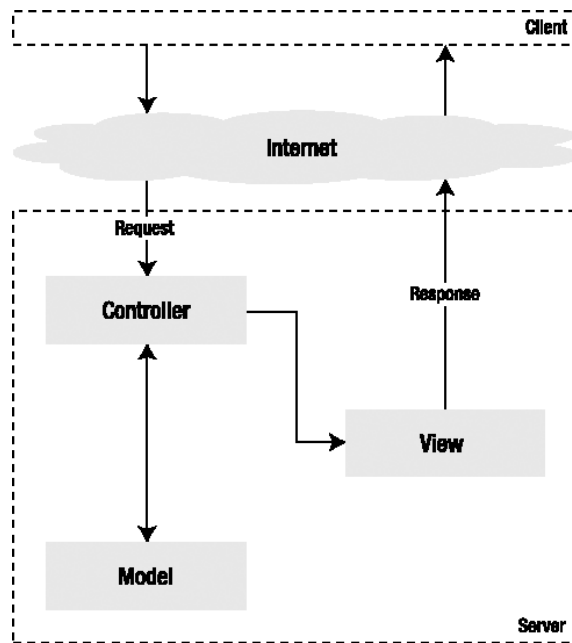 Client
Internet
Request
Controller
Response
View
Model
Server